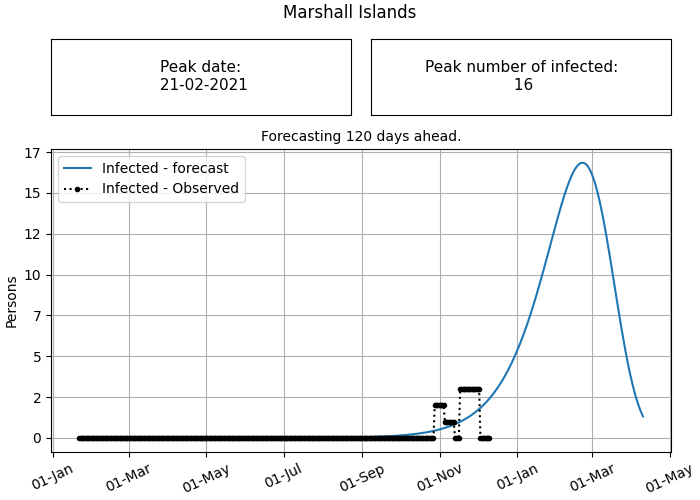 Marshall Islands
Peak date:
21-02-2021
Peak number of infected:
16
Forecasting 120 days ahead.
Infected - forecast
Infected - Observed
Persons
17
15
12
10
7
5
2
0
01-Jan
01-Mar
01-May
01-Jul
01-Sep
01-Nov
01-Jan
01-Mar
01-May